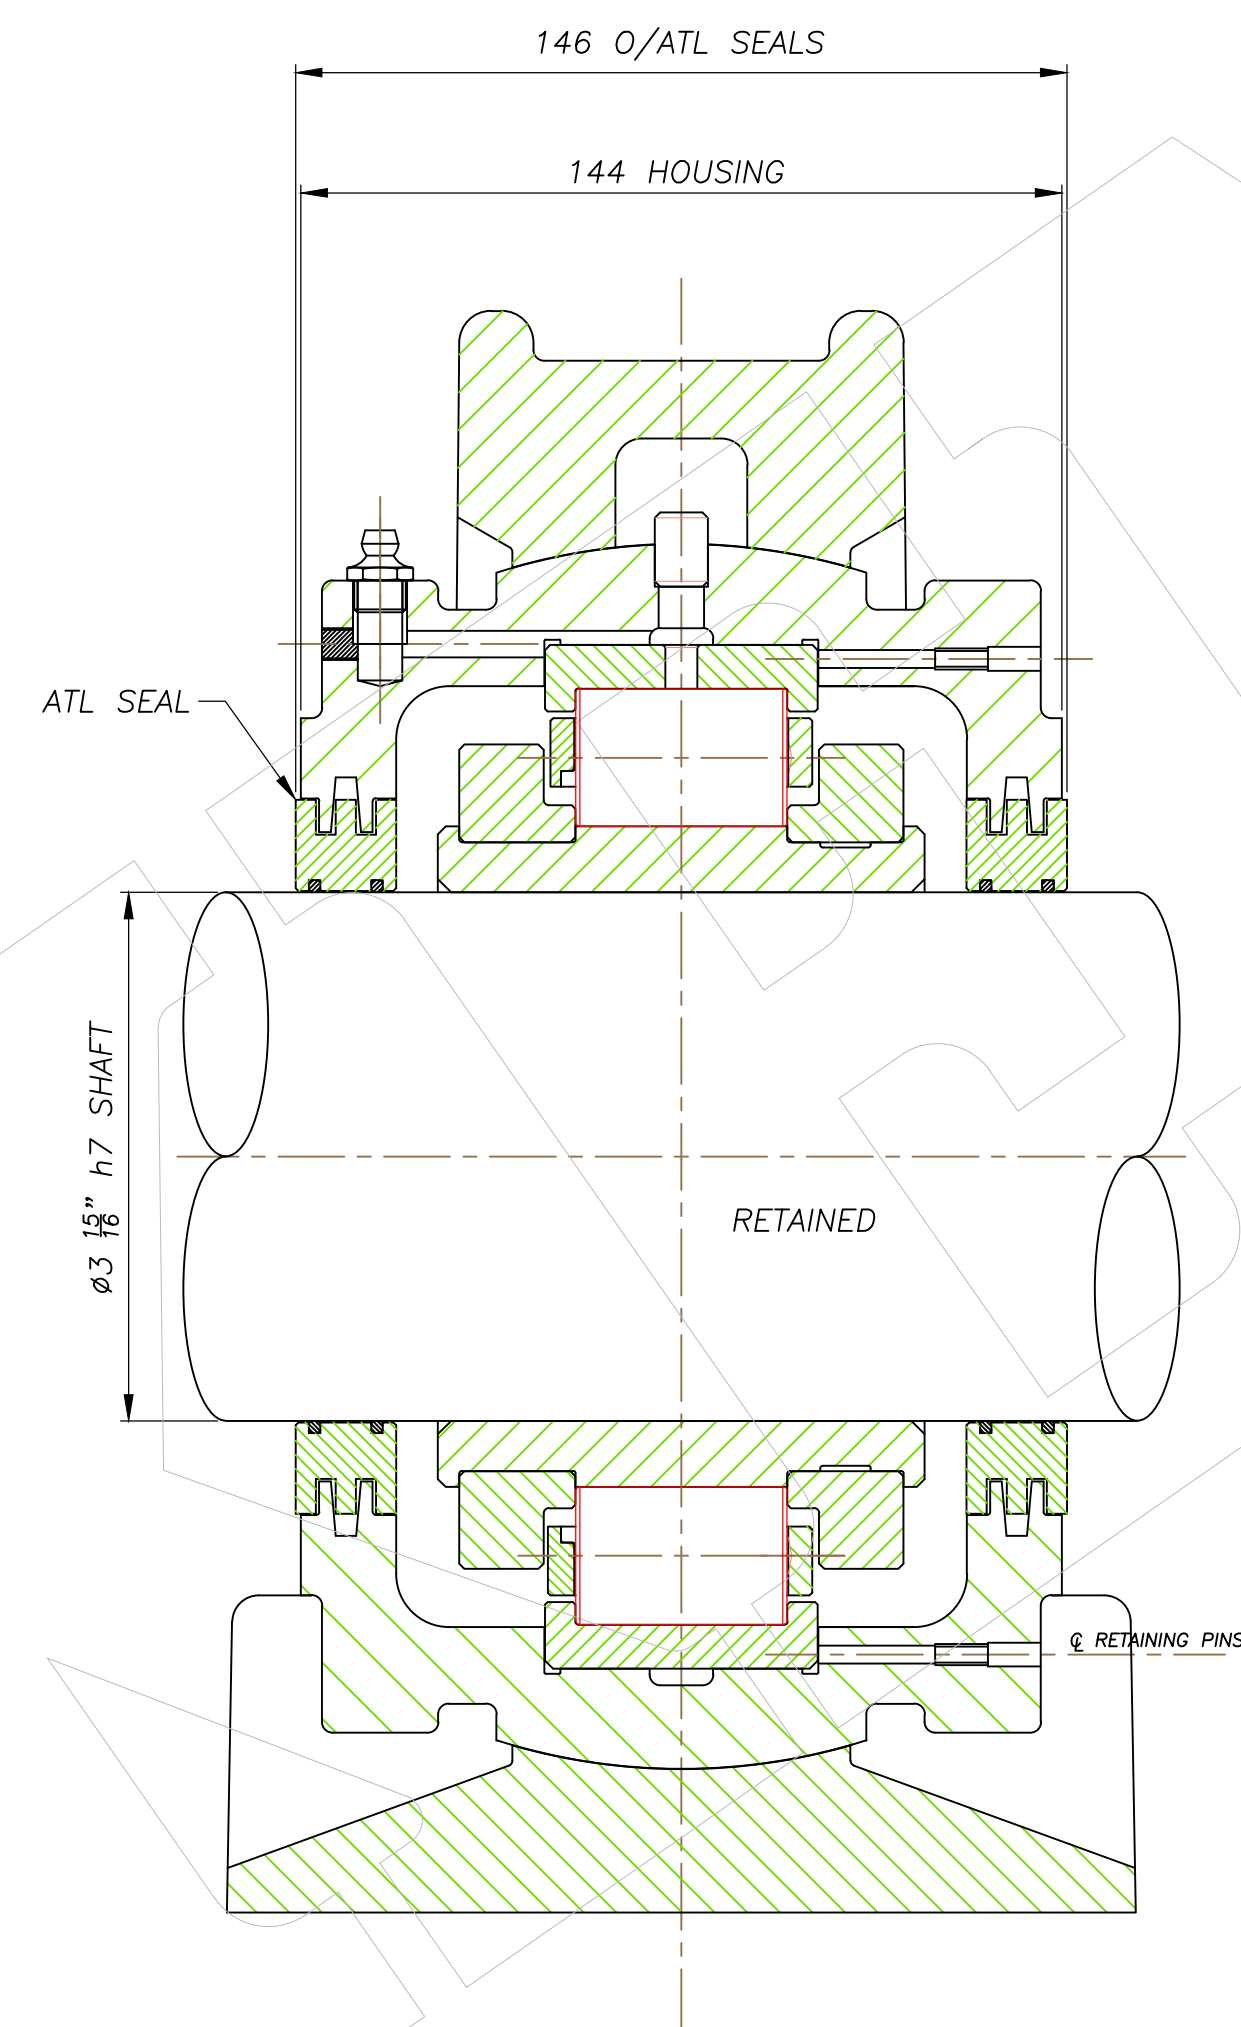 146 O/ATL SEALS
144 HOUSING
ATL SEAL
ø3 15/16” h7 SHAFT
RETAINED
℄ RETAINING PINS